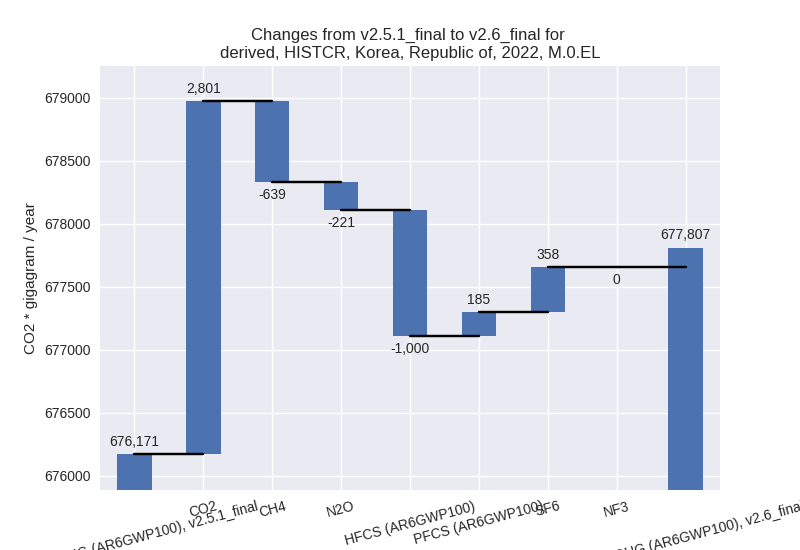 Changes from v2.5.1_final to v2.6_final for
derived, HISTCR, Korea, Republic of, 2022, M.0.EL
CO2 * gigagram / year
679000
678500
678000
677500
677000
676500
676000
676,171
2,801
-639
-221
-1,000
185
358
0
677,807
(AR6GWP100), v2.5.1_final
CO2
CH4
N2O
HFCS (AR6GWP100)
PFCS (AR6GWP100)
SF6
NF3
(AR6GWP100), v2.6_final